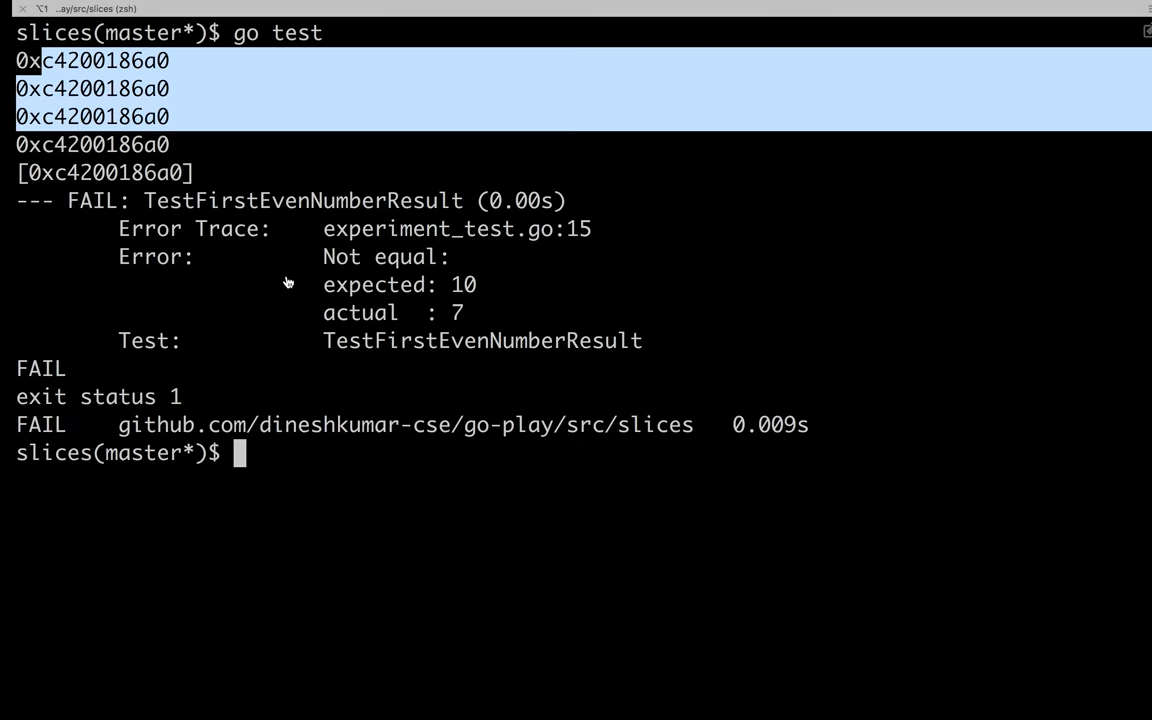 ⌥1 ..ay/src/slices (zsh)
slices(master*)$ go test
0xc4200186a0
0xc4200186a0
0xc4200186a0
0xc4200186a0
[0xc4200186a0]
--- FAIL: TestFirstEvenNumberResult (0.00s)
Error Trace: experiment_test.go:15
Error: Not equal:
expected: 10
actual : 7
Test: TestFirstEvenNumberResult
FAIL
exit status 1
FAIL github.com/dineshkumar-cse/go-play/src/slices 0.009s
slices(master*)$